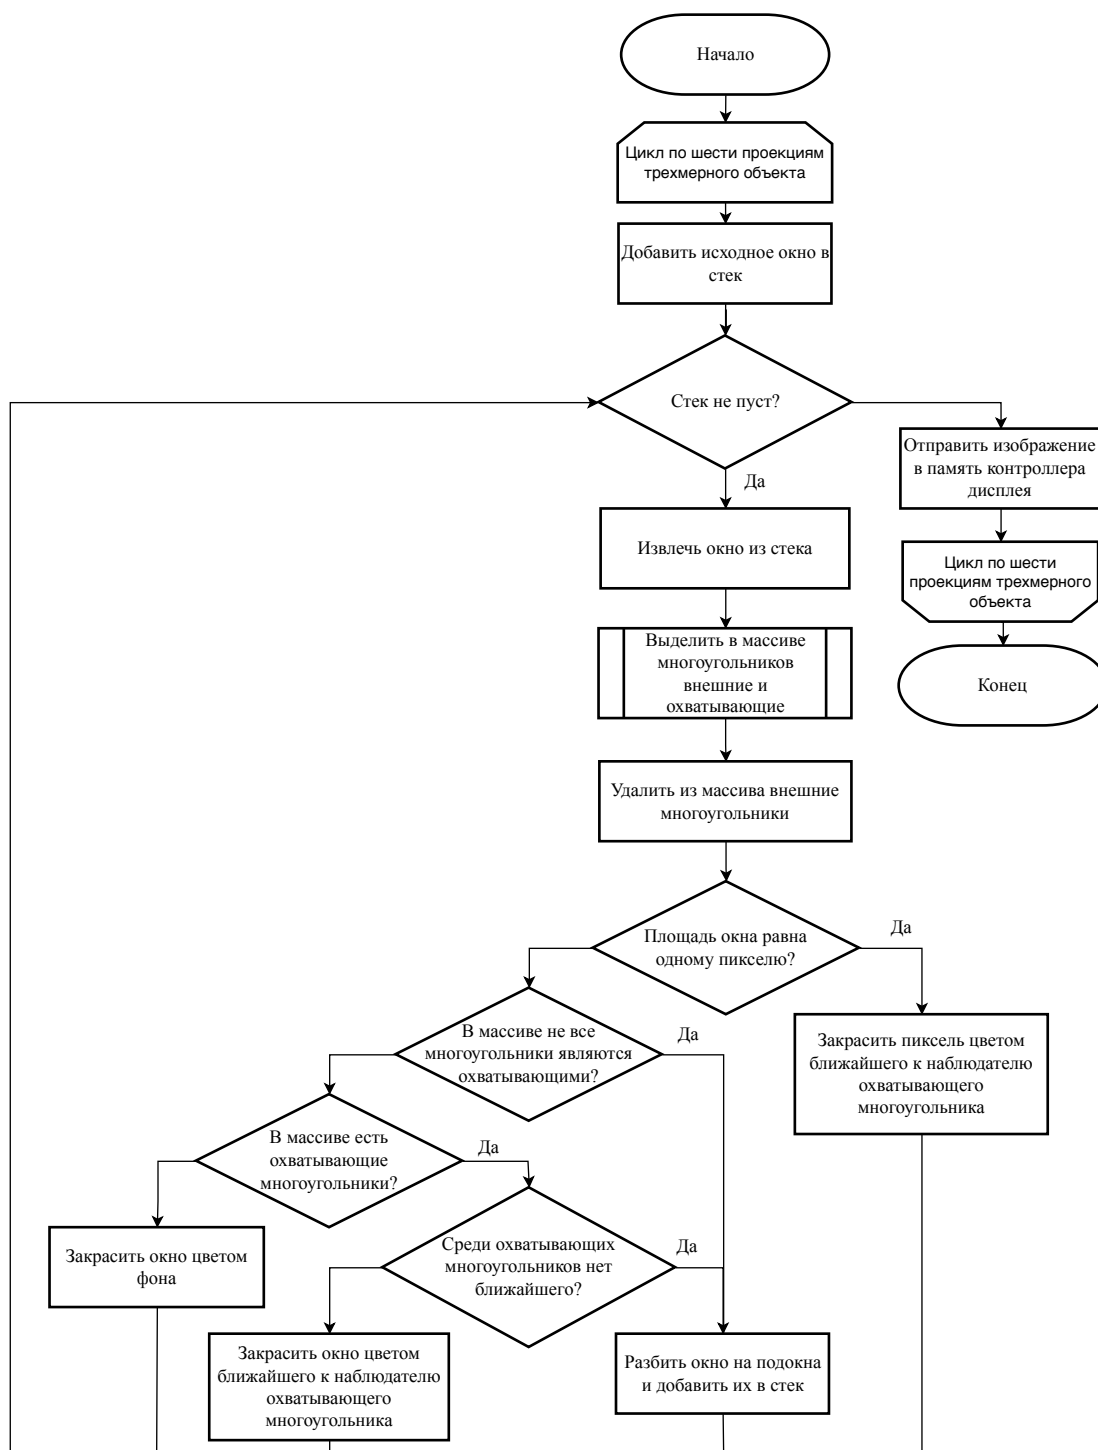 Начало
Цикл по шести проекциям
трехмерного объекта
Добавить исходное окно в
стек
Стек не пуст?
Да
Отправить изображение
в память контроллера
дисплея
Извлечь окно из стека
Цикл по шести
проекциям трехмерного
объекта
Выделить в массиве
многоугольников
внешние и
охватывающие
Конец
Удалить из массива внешние
многоугольники
Площадь окна равна
одному пикселю?
Да
В массиве не все
многоугольники являются
охватывающими?
Да
Закрасить пиксель цветом
ближайшего к наблюдателю
охватывающего
многоугольника
В массиве есть
охватывающие
многоугольники?
Да
Среди охватывающих
многоугольников нет
ближайшего?
Да
Закрасить окно цветом
фона
Закрасить окно цветом
ближайшего к наблюдателю
охватывающего
многоугольника
Разбить окно на подокна
и добавить их в стек